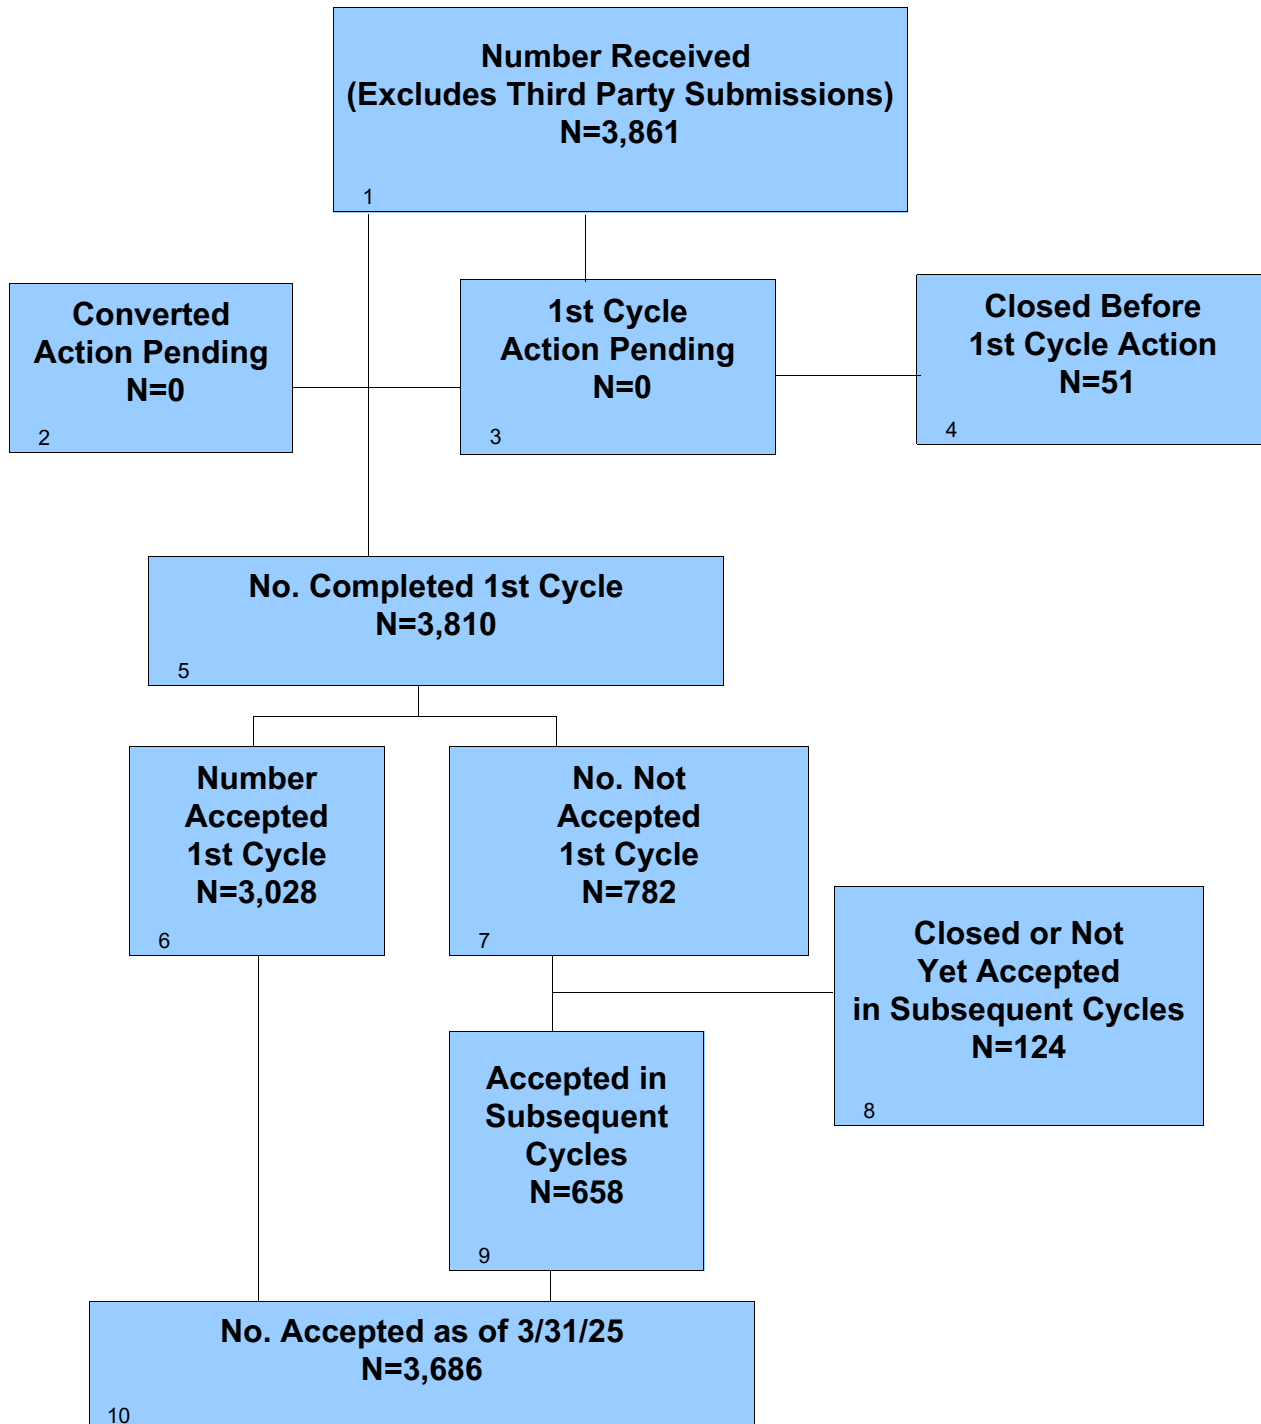 Number Received
(Excludes Third Party Submissions)
N=3,861
1
Converted
Action Pending
N=0
2
1st Cycle
Action Pending
N=0
3
Closed Before
1st Cycle Action
N=51
4
No. Completed 1st Cycle
N=3,810
5
Number
Accepted
1st Cycle
N=3,028
6
No. Not
Accepted
1st Cycle
N=782
7
Closed or Not
Yet Accepted
in Subsequent Cycles
N=124
8
Accepted in
Subsequent
Cycles
N=658
9
No. Accepted as of 3/31/25
N=3,686
10